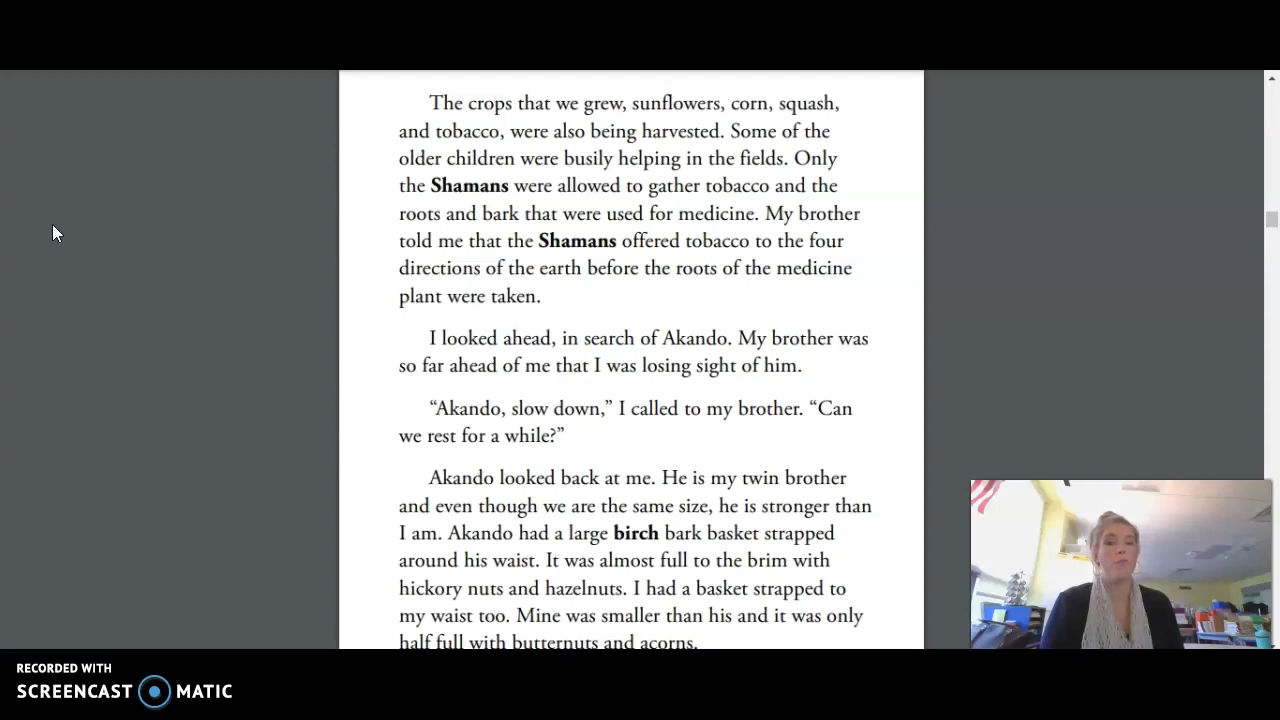 The crops that we grew, sunflowers, corn, squash,
and tobacco, were also being harvested. Some of the
older children were busily helping in the fields. Only
the Shamans were allowed to gather tobacco and the
roots and bark that were used for medicine. My brother
told me that the Shamans offered tobacco to the four
directions of the earth before the roots of the medicine
plant were taken.
I looked ahead, in search of Akando. My brother was
so far ahead of me that I was losing sight of him.
“Akando, slow down,” I called to my brother. “Can
we rest for a while?”
Akando looked back at me. He is my twin brother
and even though we are the same size, he is stronger than
I am. Akando had a large birch bark basket strapped
around his waist. It was almost full to the brim with
hickory nuts and hazelnuts. I had a basket strapped to
my waist too. Mine was smaller than his and it was only
half full with butternuts and acorns.
RECORDED WITH
SCREENCAST MATIC